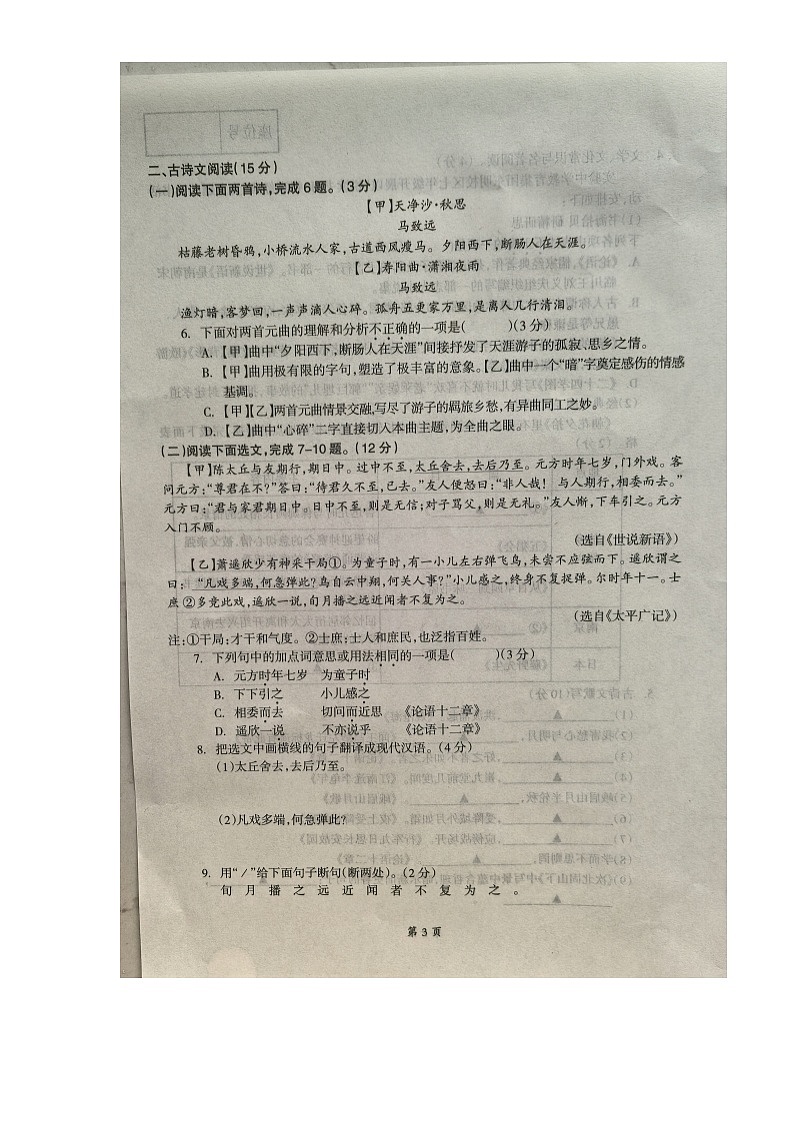 二、古诗文阅读(15分)
(一)阅读下面两首诗,完成6题。(3分)
【甲】天净沙·秋思
马致远
枯藤老树昏鸦,小桥流水人家,古道西风瘦马。夕阳西下,断肠人在天涯。
【乙】寿阳曲·潇湘夜雨
马致远
渔灯暗,客梦回,一声声滴人心碎。孤舟五更家万里,是离人几行清泪。
6. 下面对两首元曲的理解和分析不正确的一项是( )(3分)
A. 【甲】曲中“夕阳西下,断肠人在天涯”间接抒发了天涯游子的孤寂、思乡之情。
B. 【甲】曲用极有限的字句,塑造了极丰富的意象。【乙】曲中一个“暗”字奠定感伤的情感
基调。
C. 【甲】【乙】两首元曲情景交融,写尽了游子的羁旅乡愁,有异曲同工之妙。
D. 【乙】曲中“心碎”二字直接切入本曲主题,为全曲之眼。
(二)阅读下面选文,完成7-10题。(12分)
【甲】陈太丘与友期行,期日中。过中不至,太丘舍去,去后乃至。元方时年七岁,门外戏。客
问元方:“尊君在不?”答曰:“待君久不至,已去。”友人便怒曰:“非人哉!与人期行,相委而去。”
元方曰:“君与家君期日中。日中不至,则是无信;对子骂父,则是无礼。”友人惭,下车引之。元方
入门不顾。
(选自《世说新语》)
【乙】萧遥欣少有神采干局①。为童子时,有一小儿左右弹飞鸟,未尝不应弦而下。遥欣谓之
曰:“凡戏多端,何急弹此?鸟自云中翔,何关人事?”小儿感之,终身不复捉弹。尔时年十一。士
庶②多竞此戏,遥欣一说,旬月播之远近闻者不复为之。
(选自《太平广记》)
注:①干局:才干和气度。②士庶:士人和庶民,也泛指百姓。
7. 下列句中的加点词意思或用法相同的一项是( )(3分)
A. 元方时年七岁 为童子时
B. 下下引之 小儿感之
C. 相委而去 切问而近思 《论语十二章》
D. 遥欣一说 不亦说乎 《论语十二章》
8. 把选文中画横线的句子翻译成现代汉语。(4分)
(1)太丘舍去,去后乃至。
(2)凡戏多端,何急弹此?
9. 用“/”给下面句子断句(断两处)。(2分)
旬 月 播 之 远 近 闻 者 不 复 为 之 。
第 3 页